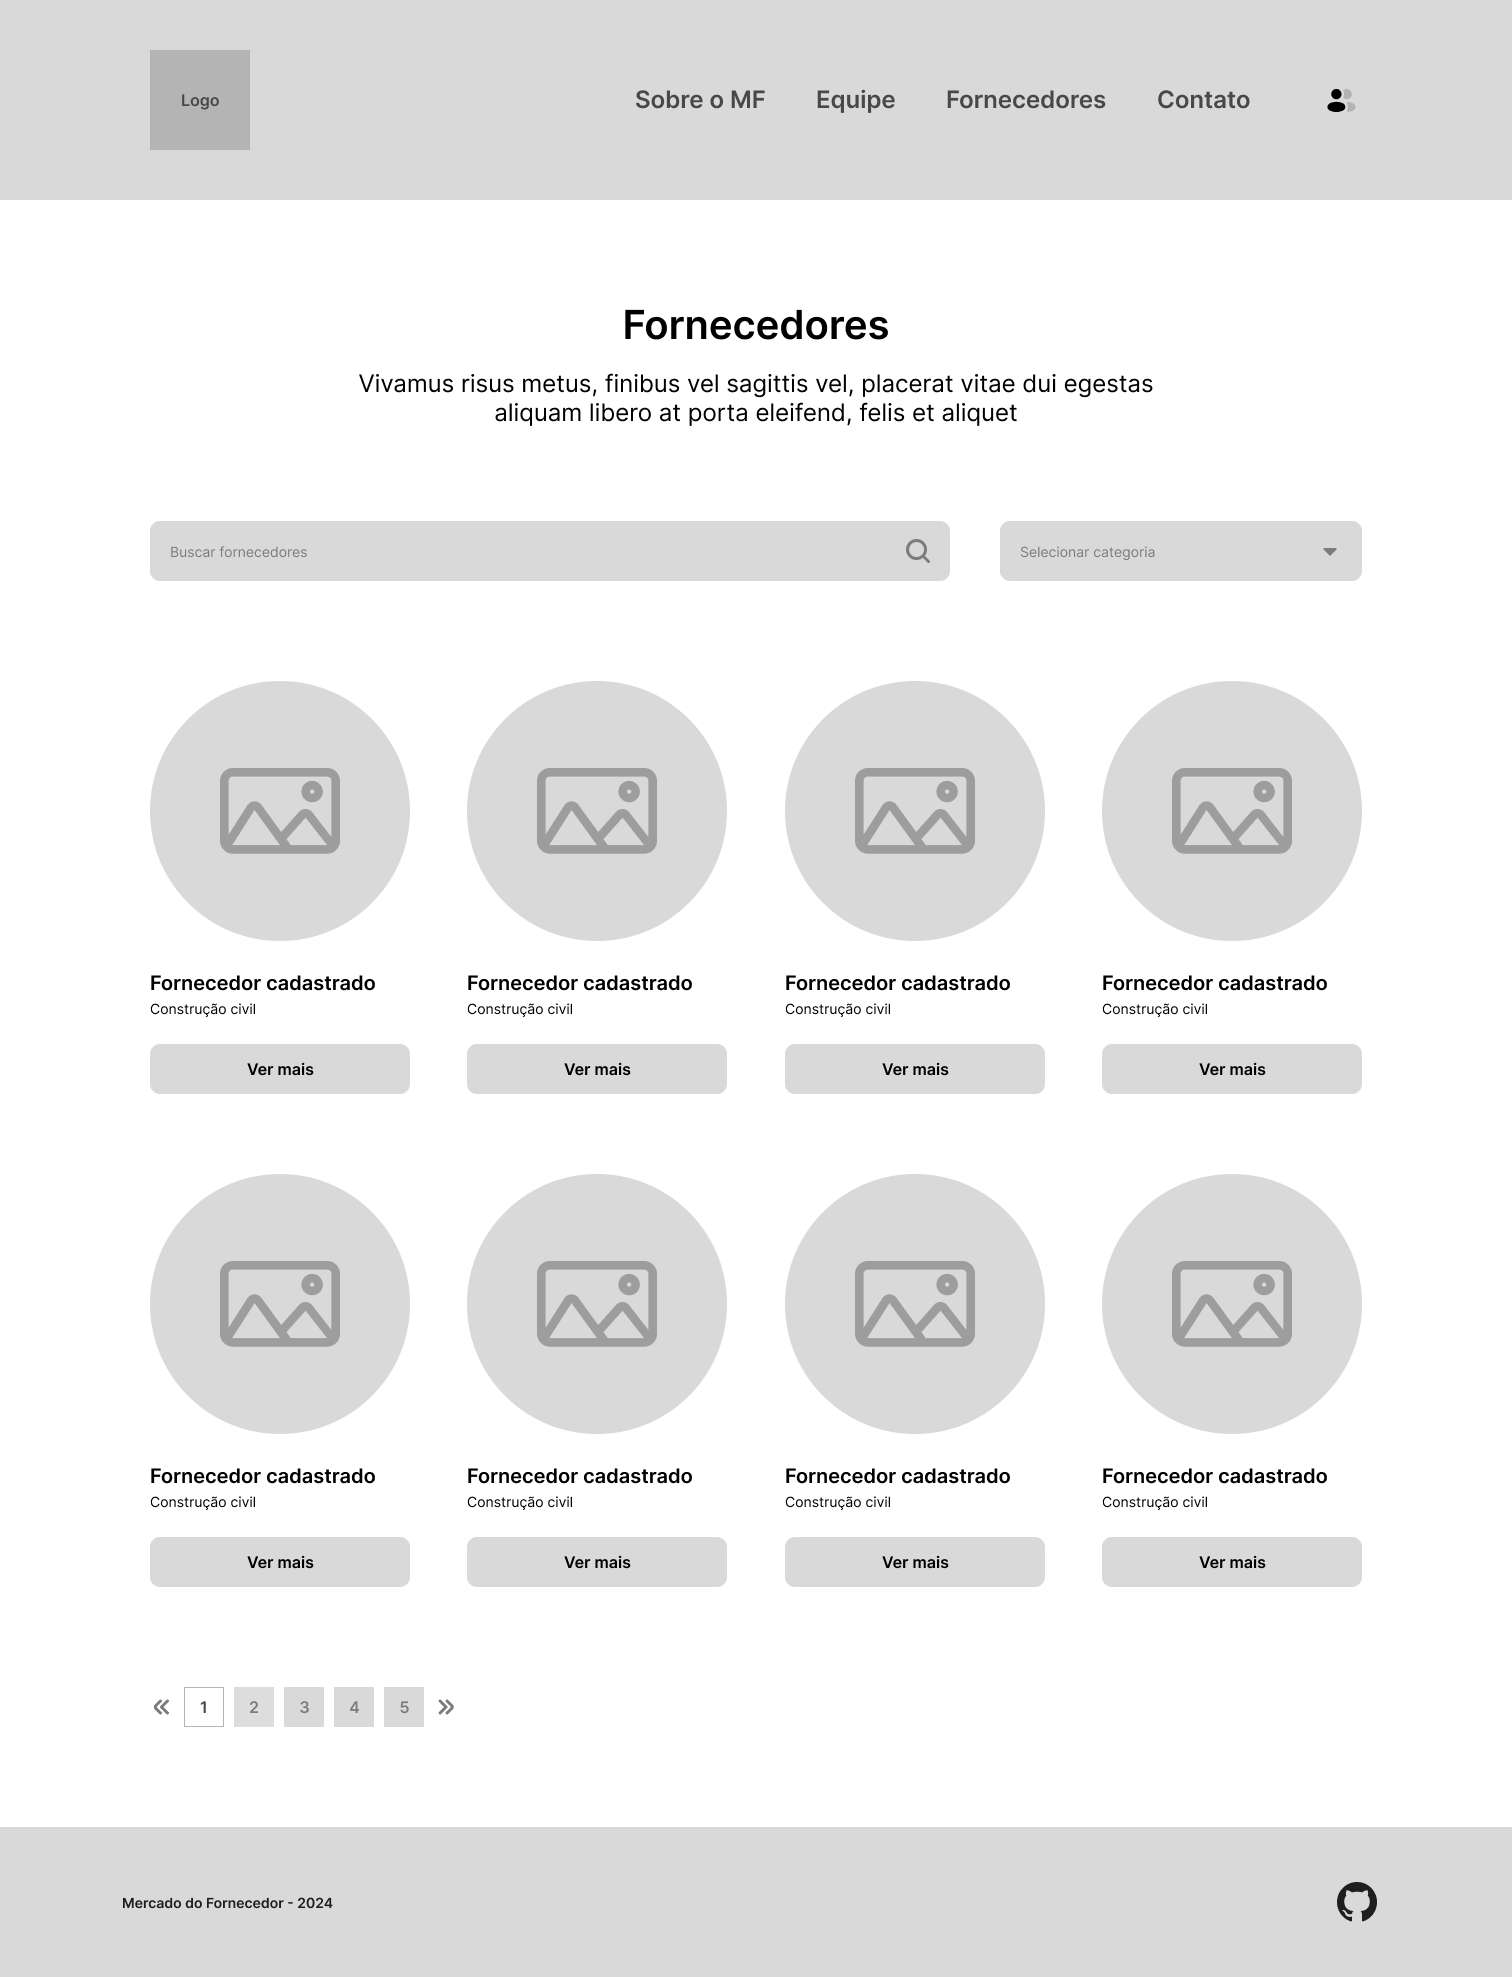 Logo
Sobre o MF
Equipe
Fornecedores
Contato
Fornecedores
Vivamus risus metus, finibus vel sagittis vel, placerat vitae dui egestas
aliquam libero at porta eleifend, felis et aliquet
Buscar fornecedores
Selecionar categoria
Fornecedor cadastrado
Construção civil
Ver mais
Fornecedor cadastrado
Construção civil
Ver mais
Fornecedor cadastrado
Construção civil
Ver mais
Fornecedor cadastrado
Construção civil
Ver mais
Fornecedor cadastrado
Construção civil
Ver mais
Fornecedor cadastrado
Construção civil
Ver mais
Fornecedor cadastrado
Construção civil
Ver mais
Fornecedor cadastrado
Construção civil
Ver mais
« 1 2 3 4 5 »
Mercado do Fornecedor - 2024